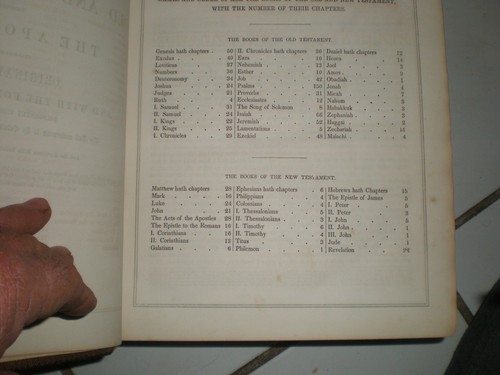 WITH THE NUMBER OF THEIR CHAPTERS.
THE BOOKS OF THE OLD TESTAMENT.
Genesis hath chapters 50 II. Chronicles hath chapters 36 Daniel hath chapters 12
Exodus 40 Ezra 10 Hosea 14
Leviticus 27 Nehemiah 13 Joel 3
Numbers 36 Esther 10 Amos 9
Deuteronomy 34 Job 42 Obadiah 1
Joshua 24 Psalms 150 Jonah 4
Judges 21 Proverbs 31 Micah 7
Ruth 4 Ecclesiastes 12 Nahum 3
I. Samuel 31 The Song of Solomon 8 Habakkuk 3
II. Samuel 24 Isaiah 66 Zephaniah 3
I. Kings 22 Jeremiah 52 Haggai 2
II. Kings 25 Lamentations 5 Zechariah 14
I. Chronicles 29 Ezekiel 48 Malachi 4
THE BOOKS OF THE NEW TESTAMENT.
Matthew hath chapters 28 Ephesians hath chapters 6 Hebrews hath Chapters 13
Mark 16 Philippians 4 The Epistle of James 5
Luke 24 Colossians 4 I. Peter 5
John 21 I. Thessalonians 5 II. Peter 3
The Acts of the Apostles 28 II. Thessalonians 3 I. John 5
The Epistle to the Romans 16 I. Timothy 6 II. John 1
I. Corinthians 16 II. Timothy 4 III. John 1
II. Corinthians 13 Titus 3 Jude 1
Galatians 6 Philemon 1 Revelation 22